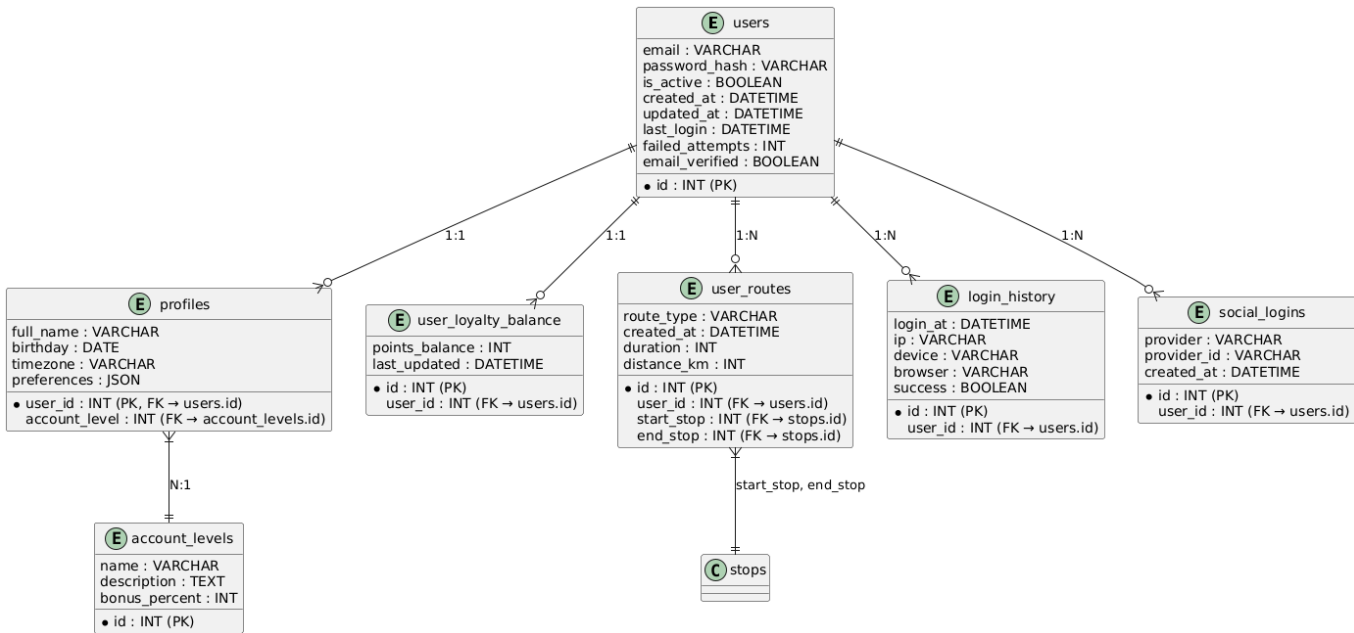 E users
email : VARCHAR
password_hash : VARCHAR
is_active : BOOLEAN
created_at : DATETIME
updated_at : DATETIME
last_login : DATETIME
failed_attempts : INT
email_verified : BOOLEAN
id : INT (PK)
1:1
1:1
1:N
1:N
1:N
E profiles
full_name : VARCHAR
birthday : DATE
timezone : VARCHAR
preferences : JSON
user_id : INT (PK, FK → users.id)
account_level : INT (FK → account_levels.id)
E user_loyalty_balance
points_balance : INT
last_updated : DATETIME
id : INT (PK)
user_id : INT (FK → users.id)
E user_routes
route_type : VARCHAR
created_at : DATETIME
duration : INT
distance_km : INT
id : INT (PK)
user_id : INT (FK → users.id)
start_stop : INT (FK → stops.id)
end_stop : INT (FK → stops.id)
E login_history
login_at : DATETIME
ip : VARCHAR
device : VARCHAR
browser : VARCHAR
success : BOOLEAN
id : INT (PK)
user_id : INT (FK → users.id)
E social_logins
provider : VARCHAR
provider_id : VARCHAR
created_at : DATETIME
id : INT (PK)
user_id : INT (FK → users.id)
N:1
start_stop, end_stop
E account_levels
name : VARCHAR
description : TEXT
bonus_percent : INT
id : INT (PK)
C stops